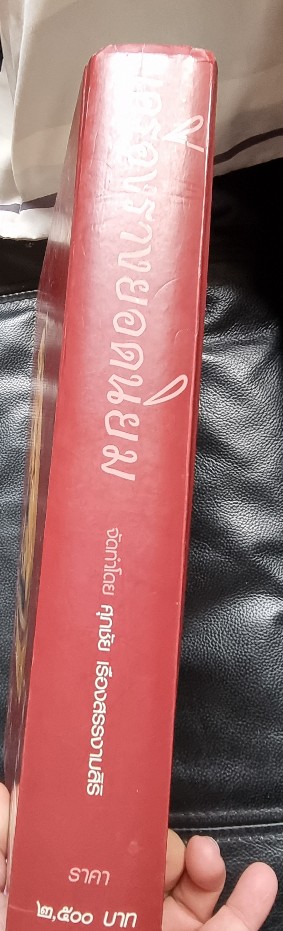 เครื่องรางยอดนิยม
จัดทำโดย ศุภชัย เรืองสรรงามสิริ
ราคา
๒,๕๐๐ บาท